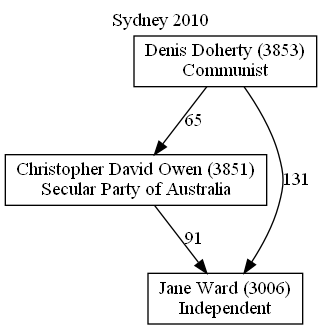 Sydney 2010
Denis Doherty (3853)
Communist
65
Christopher David Owen (3851)
Secular Party of Australia
131
91
Jane Ward (3006)
Independent